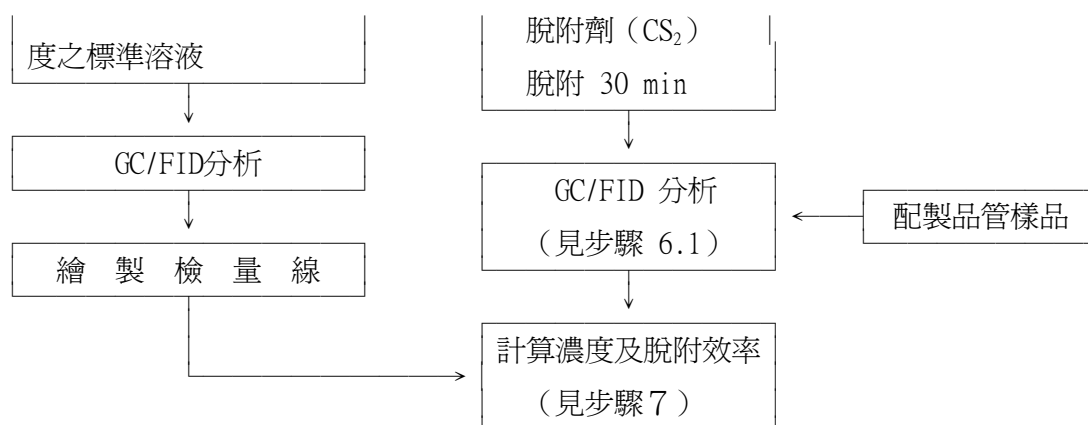 度之標準溶液
GC/FID分析
繪 製 檢 量 線
脫附劑（CS₂）
脫附 30 min
GC/FID 分析
（見步驟 6.1）
配製品管樣品
計算濃度及脫附效率
（見步驟７）